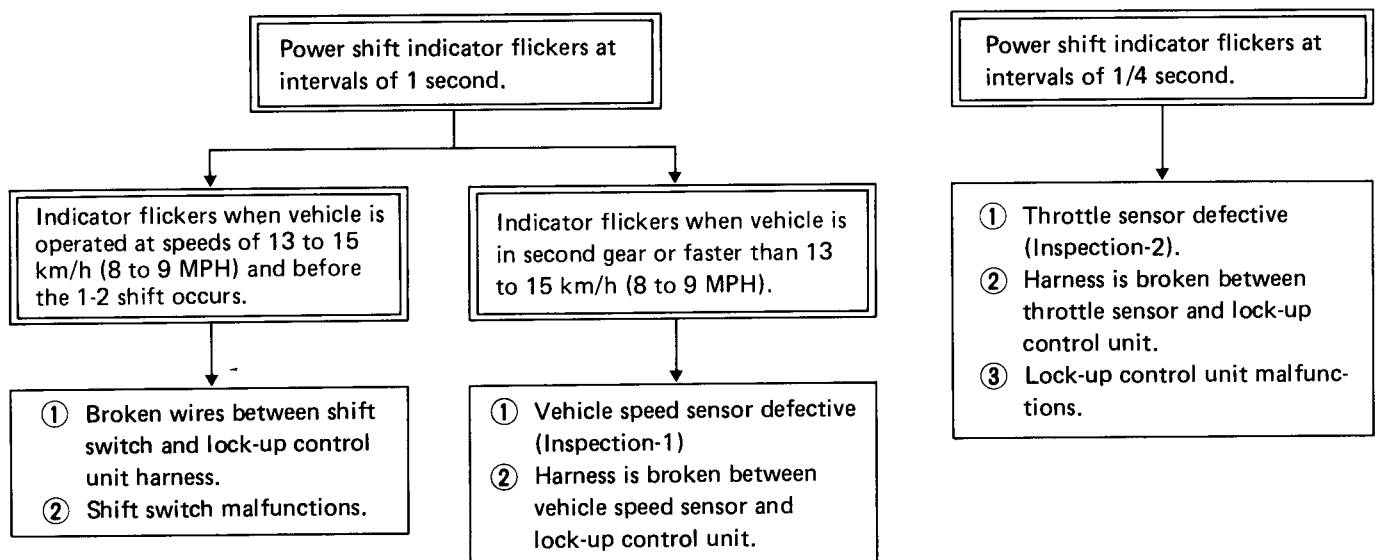 Power shift indicator flickers at
intervals of 1 second.
Indicator flickers when vehicle is
operated at speeds of 13 to 15
km/h (8 to 9 MPH) and before
the 1-2 shift occurs.
① Broken wires between shift
switch and lock-up control
unit harness.
② Shift switch malfunctions.
Indicator flickers when vehicle is
in second gear or faster than 13
to 15 km/h (8 to 9 MPH).
① Vehicle speed sensor defective
(Inspection-1)
② Harness is broken between
vehicle speed sensor and
lock-up control unit.
Power shift indicator flickers at
intervals of 1/4 second.
① Throttle sensor defective
(Inspection-2).
② Harness is broken between
throttle sensor and lock-up
control unit.
③ Lock-up control unit malfunc-
tions.